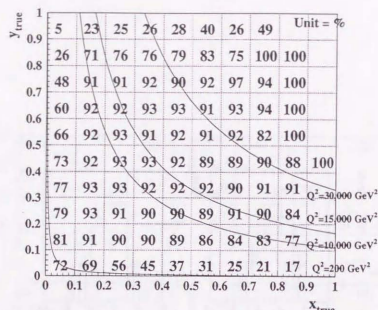 Unit = %
y_true
1
0.9
0.8
0.7
0.6
0.5
0.4
0.3
0.2
0.1
0
5 23 25 26 28 40 26 49
26 71 76 76 79 83 75 100 100
48 91 91 92 90 92 97 94 100
60 92 92 93 93 91 93 94 100
66 92 93 91 92 91 92 82 100
73 92 93 93 92 89 89 90 88 100
77 93 93 92 92 92 90 91 91
79 93 91 90 90 89 91 90 84
81 91 90 90 89 86 84 83 77
72 69 56 45 37 31 25 21 17
Q²=30,000 GeV²
Q²=15,000 GeV²
Q²=10,000 GeV²
Q²=200 GeV²
0 0.1 0.2 0.3 0.4 0.5 0.6 0.7 0.8 0.9 1
x_true